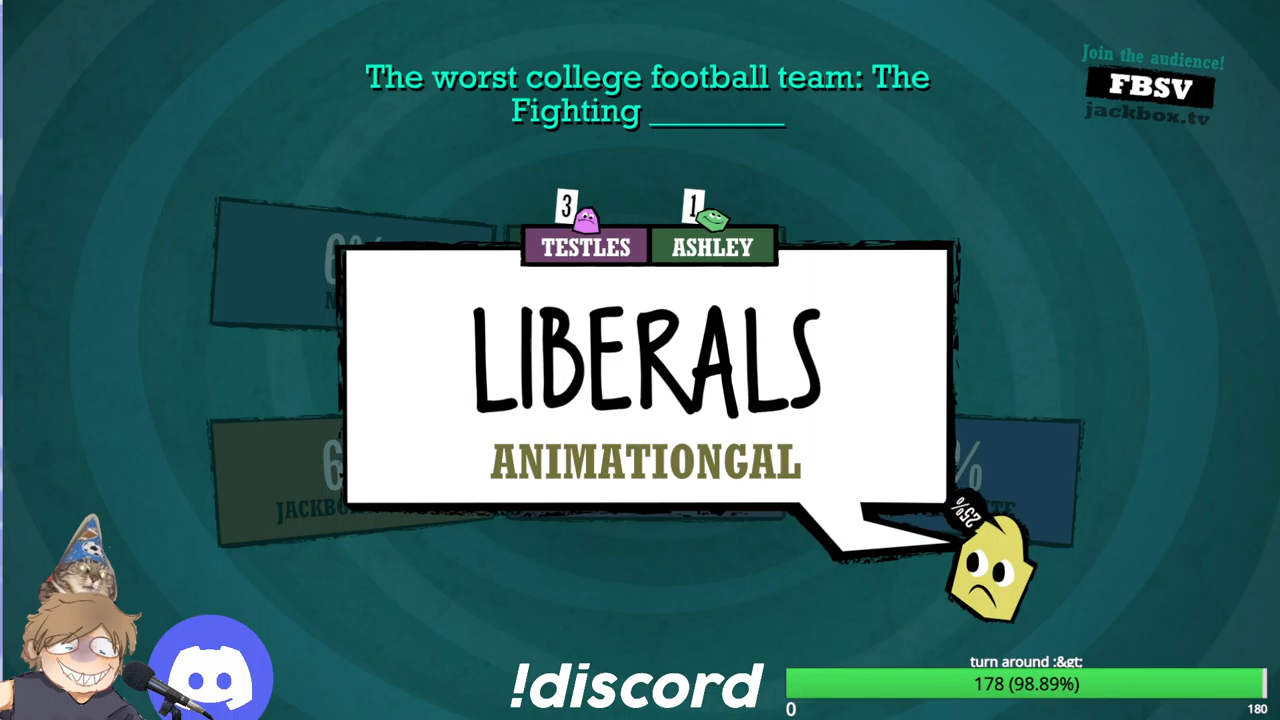 The worst college football team: The
Fighting ________
Join the audience!
FBSV
jackbox.tv
3
1
TESTLES
ASHLEY
LIBERALS
ANIMATIONGAL
25%
!discord
turn around :&gt;
178 (98.89%)
0
180